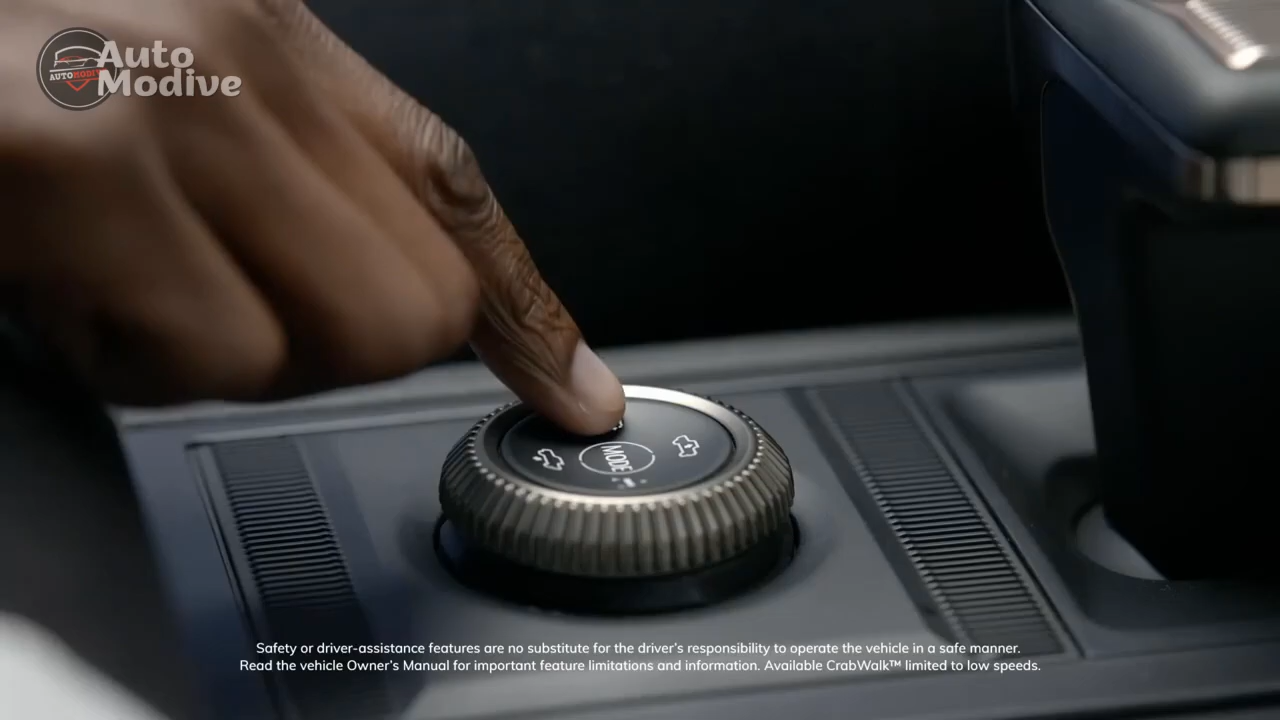 Auto
Modive
AUTOMODIVE
MODE
Safety or driver-assistance features are no substitute for the driver's responsibility to operate the vehicle in a safe manner.
Read the vehicle Owner's Manual for important feature limitations and information. Available CrabWalk™ limited to low speeds.